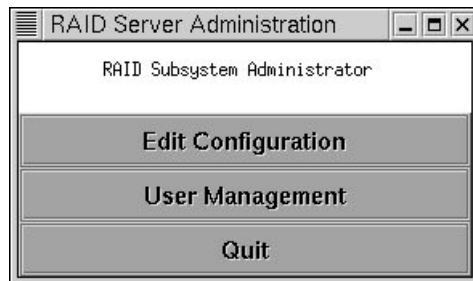 RAID Server Administration
RAID Subsystem Administrator
Edit Configuration
User Management
Quit